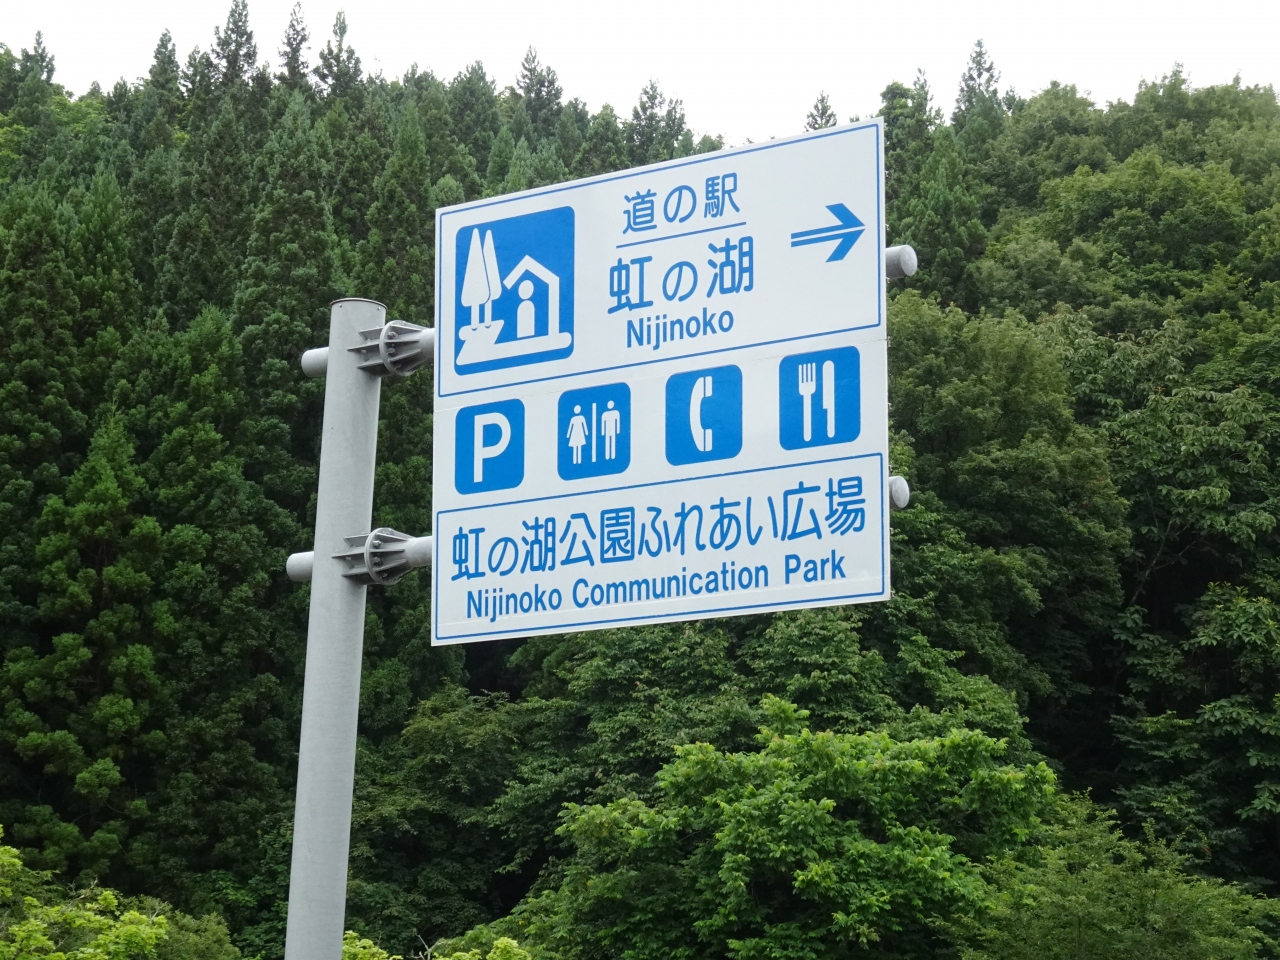 道の駅
虹の湖
Nijinoko
P
虹の湖公園ふれあい広場
Nijinoko Communication Park